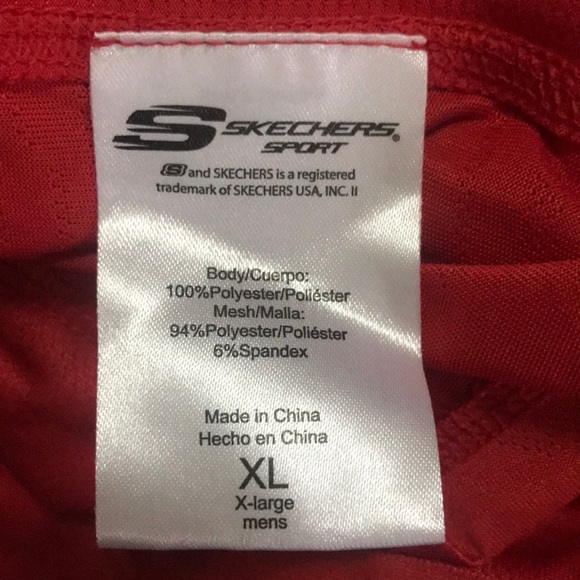 S SKECHERS®
SPORT
S and SKECHERS is a registered
trademark of SKECHERS USA, INC. II
Body/Cuerpo:
100%Polyester/Poliéster
Mesh/Malla:
94%Polyester/Poliéster
6%Spandex
Made in China
Hecho en China
XL
X-large
mens